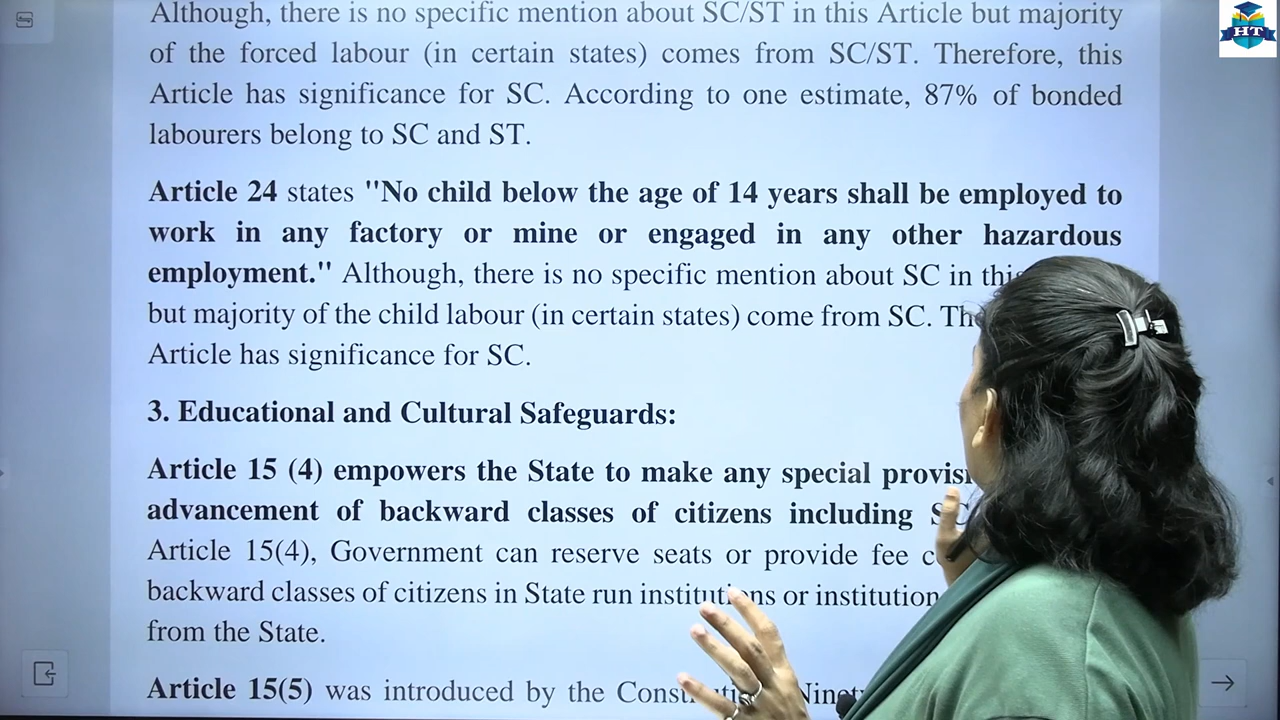 HT
Although, there is no specific mention about SC/ST in this Article but majority
of the forced labour (in certain states) comes from SC/ST. Therefore, this
Article has significance for SC. According to one estimate, 87% of bonded
labourers belong to SC and ST.
Article 24 states "No child below the age of 14 years shall be employed to
work in any factory or mine or engaged in any other hazardous
employment." Although, there is no specific mention about SC in
but majority of the child labour (in certain states) come from SC.
Article has significance for SC.
3. Educational and Cultural Safeguards:
Article 15 (4) empowers the State to make any special
advancement of backward classes of citizens including
Article 15(4), Government can reserve seats or provide fee
backward classes of citizens in State run institutions or
from the State.
Article 15(5) was introduced by the